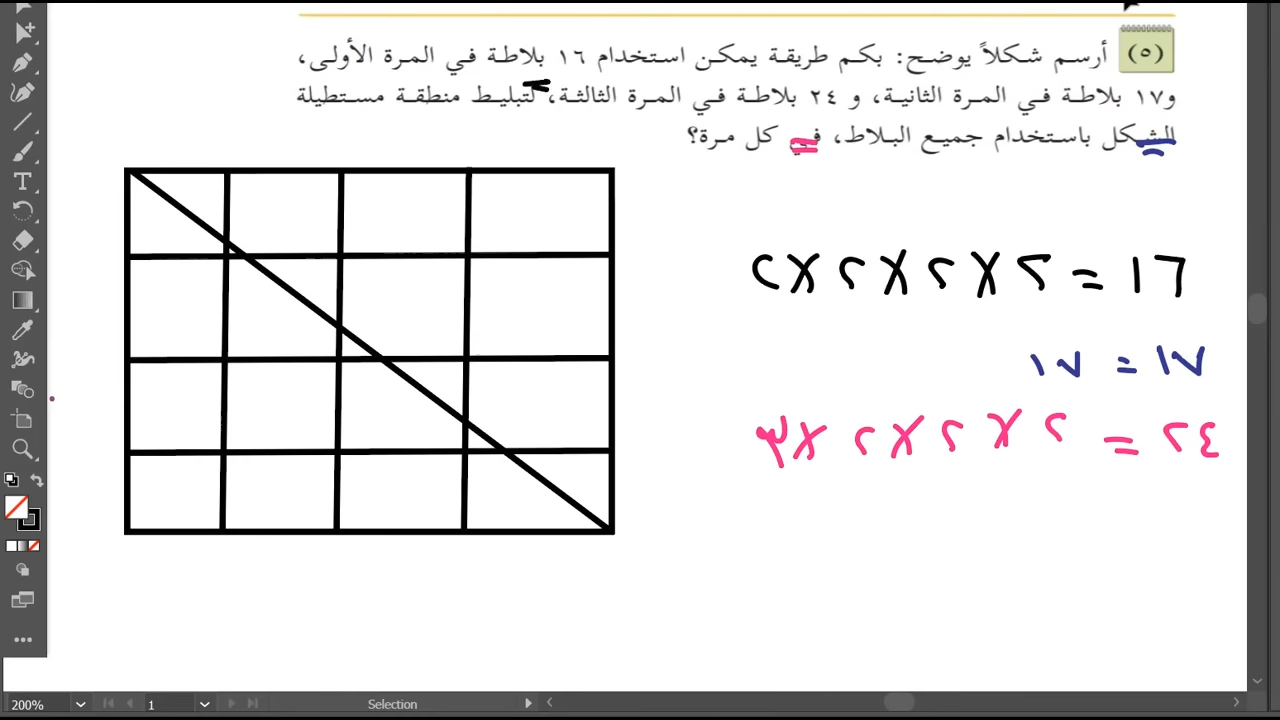 (٥) أرسم شكلاً يوضح: بكم طريقة يمكن استخدام ١٦ بلاطة في المرة الأولى،
و١٧ بلاطة في المرة الثانية، و ٢٤ بلاطة في المرة الثالثة، لتبليط منطقة مستطيلة
الشكل باستخدام جميع البلاط، في كل مرة؟
١٦ = ٢ × ٢ × ٢ × ٢
١٧ = ١٧
٢٤ = ٢ × ٢ × ٢ × ٣
200%
1
Selection